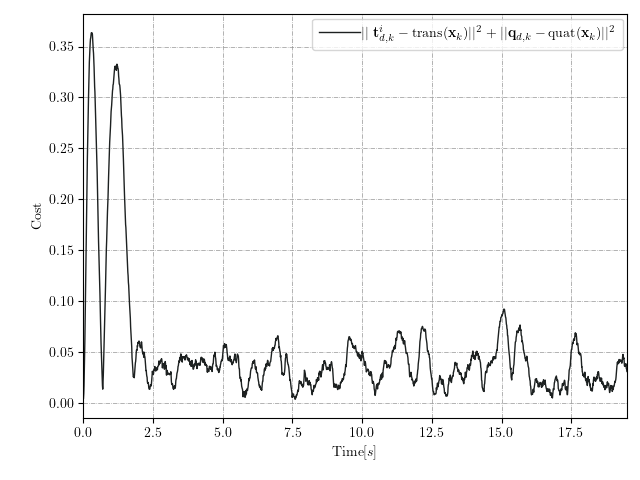 || t^i_{d,k} − trans(x_k)||^2 + ||q_{d,k} − quat(x_k)||^2
0.35
0.30
0.25
0.20
0.15
0.10
0.05
0.00
Cost
0.0 2.5 5.0 7.5 10.0 12.5 15.0 17.5
Time[s]